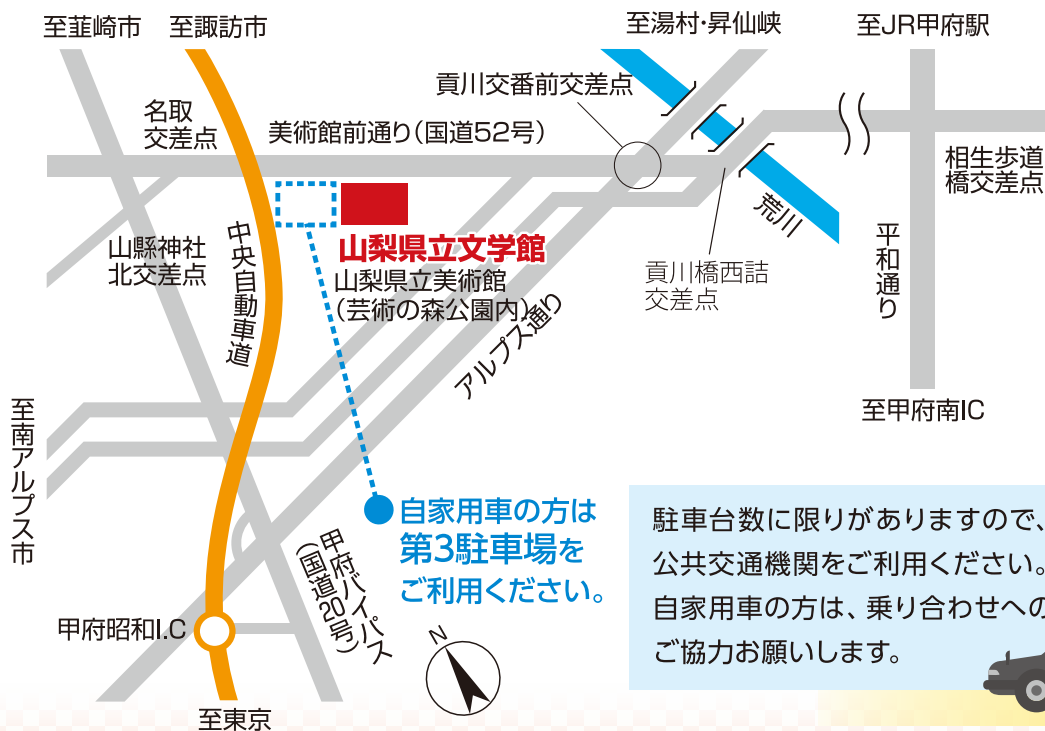 至韮崎市
至諏訪市
至湯村・昇仙峡
至JR甲府駅
貢川交番前交差点
名取
交差点
美術館前通り(国道52号)
相生歩道
橋交差点
荒川
山梨県立文学館
山梨県立美術館
(芸術の森公園内)
山縣神社
北交差点
中央自動車道
貢川橋西詰
交差点
平和通り
アルプス通り
至甲府南IC
至南アルプス市
自家用車の方は
第3駐車場を
ご利用ください。
甲府バイパス
(国道20号)
駐車台数に限りがありますので、
公共交通機関をご利用ください。
自家用車の方は、乗り合わせへの
ご協力お願いします。
甲府昭和I.C
N
至東京